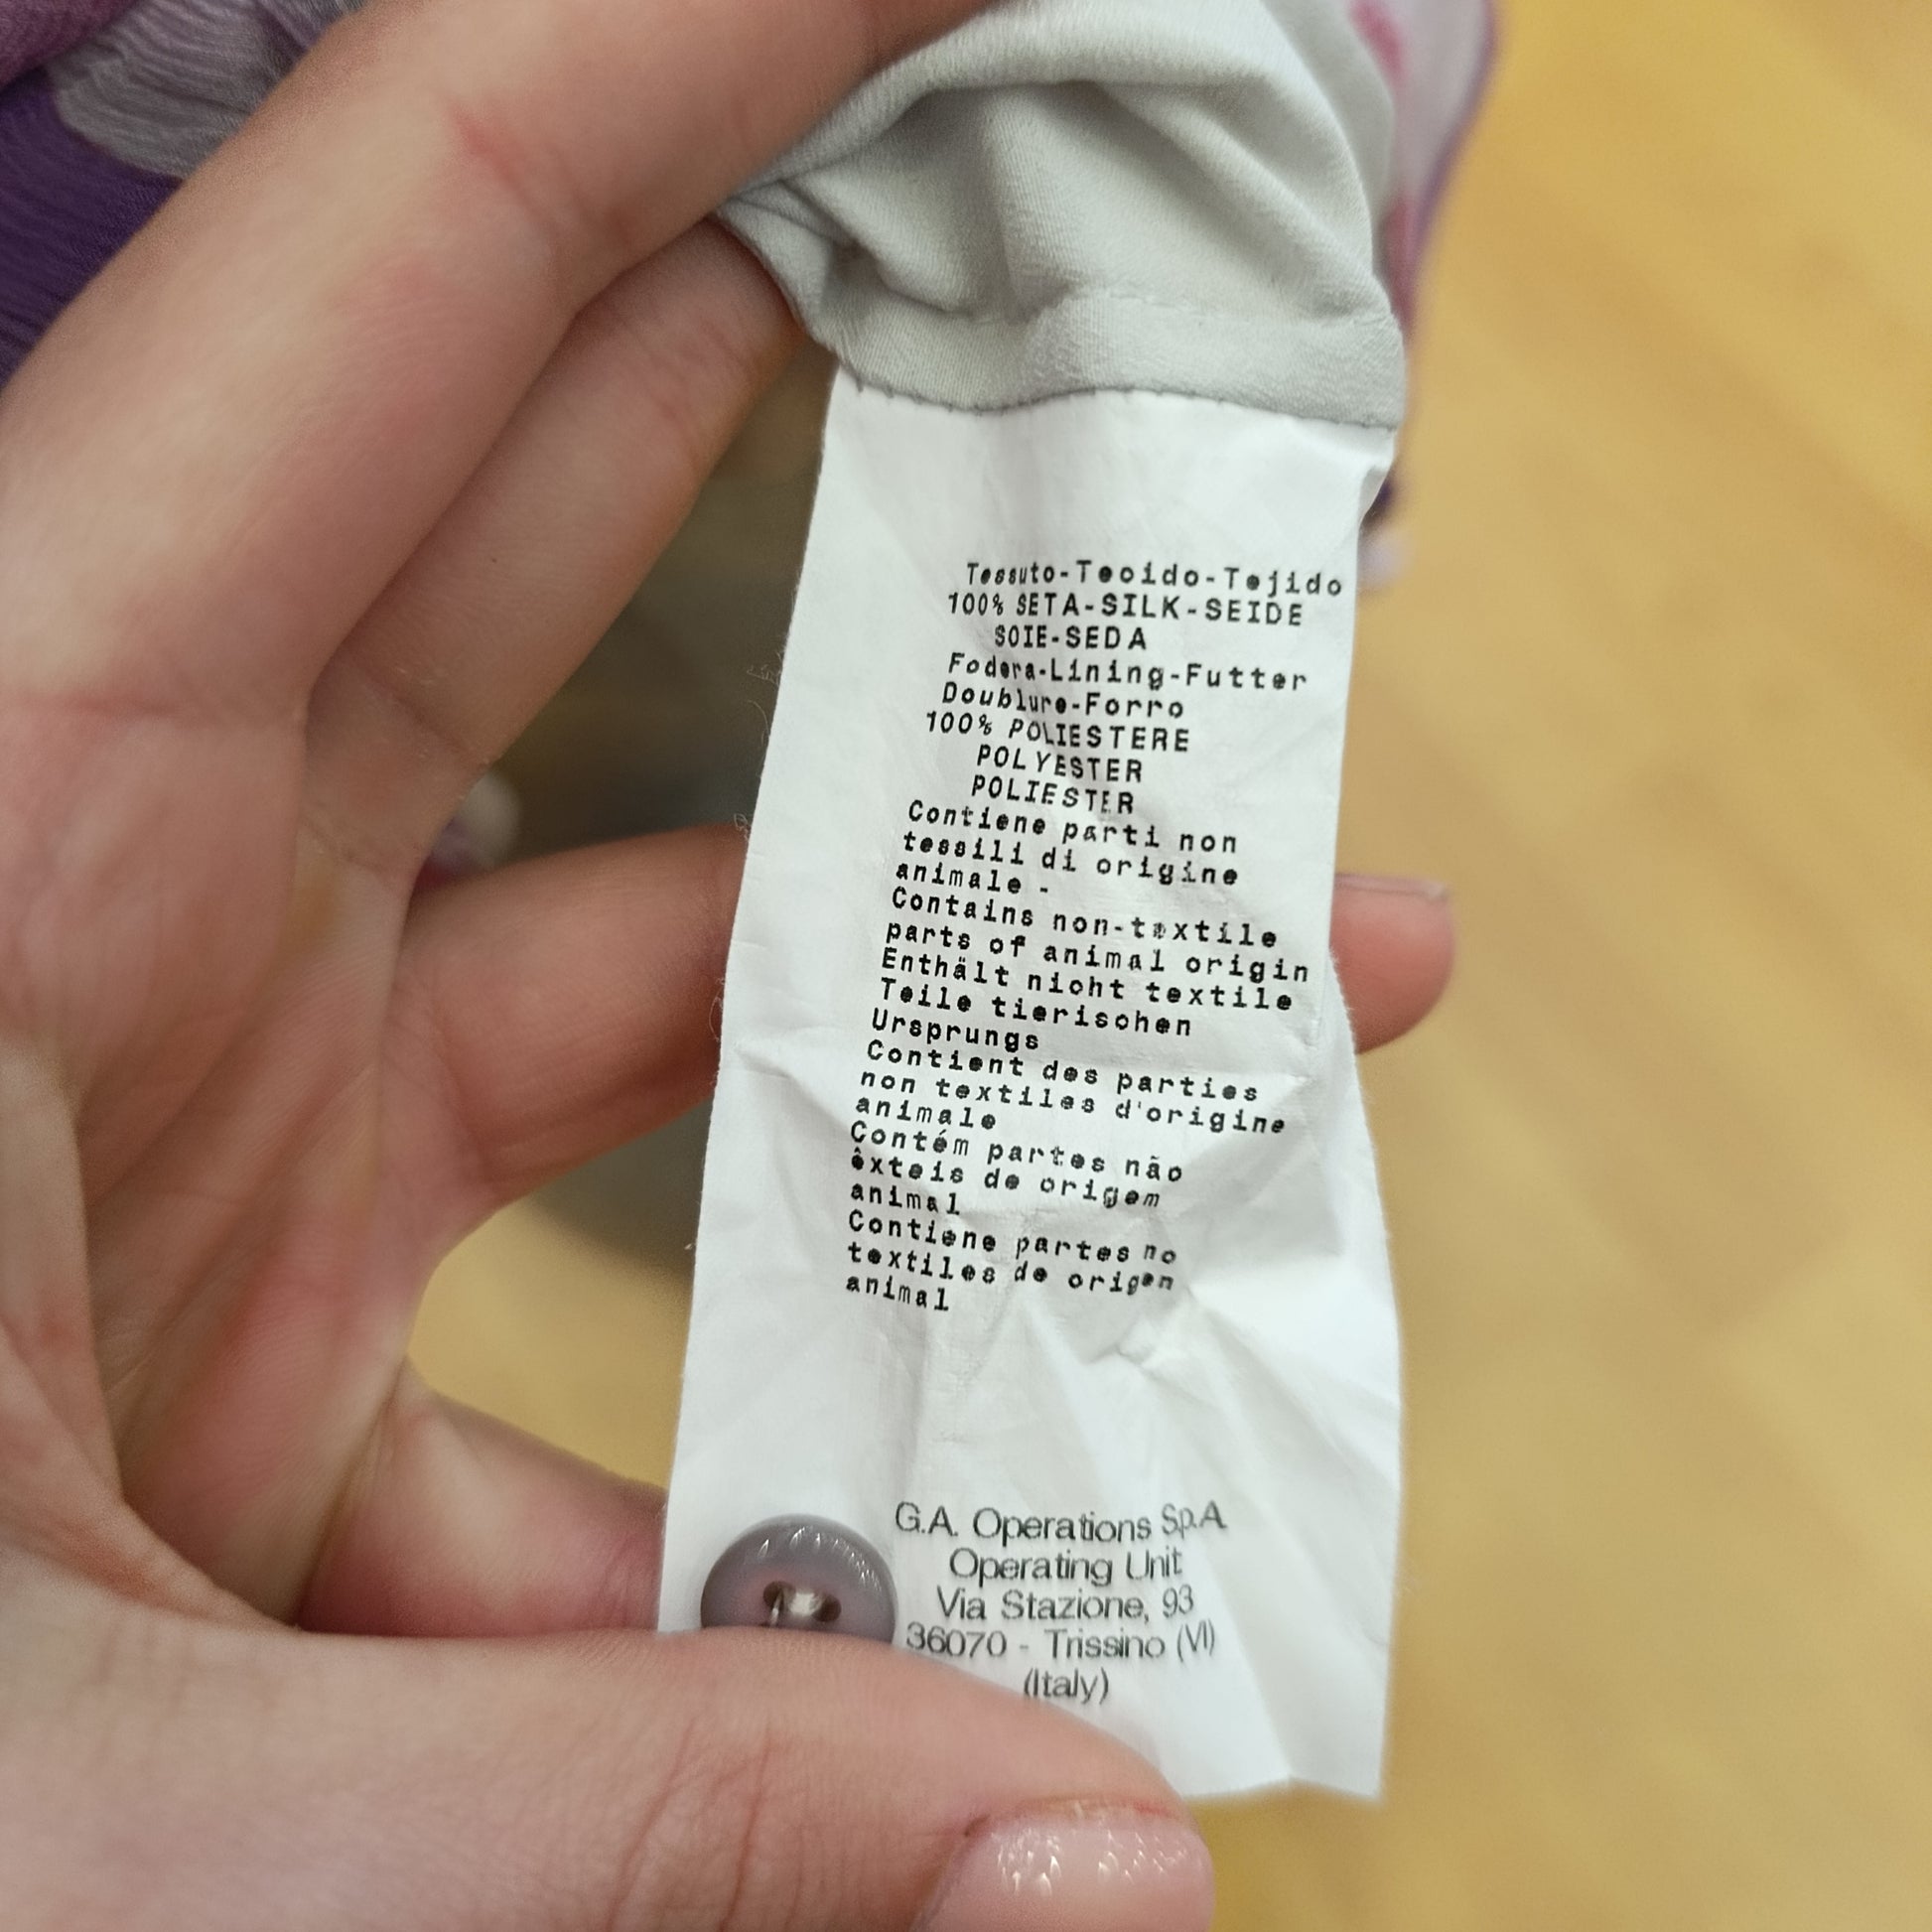 Tessuto-Tecido-Tejido
100% SETA-SILK-SEIDE
SOIE-SEDA
Fodera-Lining-Futter
Doublure-Forro
100% POLIESTERE
POLYESTER
POLIESTER
Contiene parti non
tessili di origine
animale -
Contains non-textile
parts of animal origin
Enthält nicht textile
Teile tierischen
Ursprungs
Contient des parties
non textiles d'origine
animale
Contém partes não
êxteis de origem
animal
Contiene partes no
textiles de origen
animal
G.A. Operations S.p.A
Operating Unit
Via Stazione, 93
36070 - Trissino (VI)
(Italy)